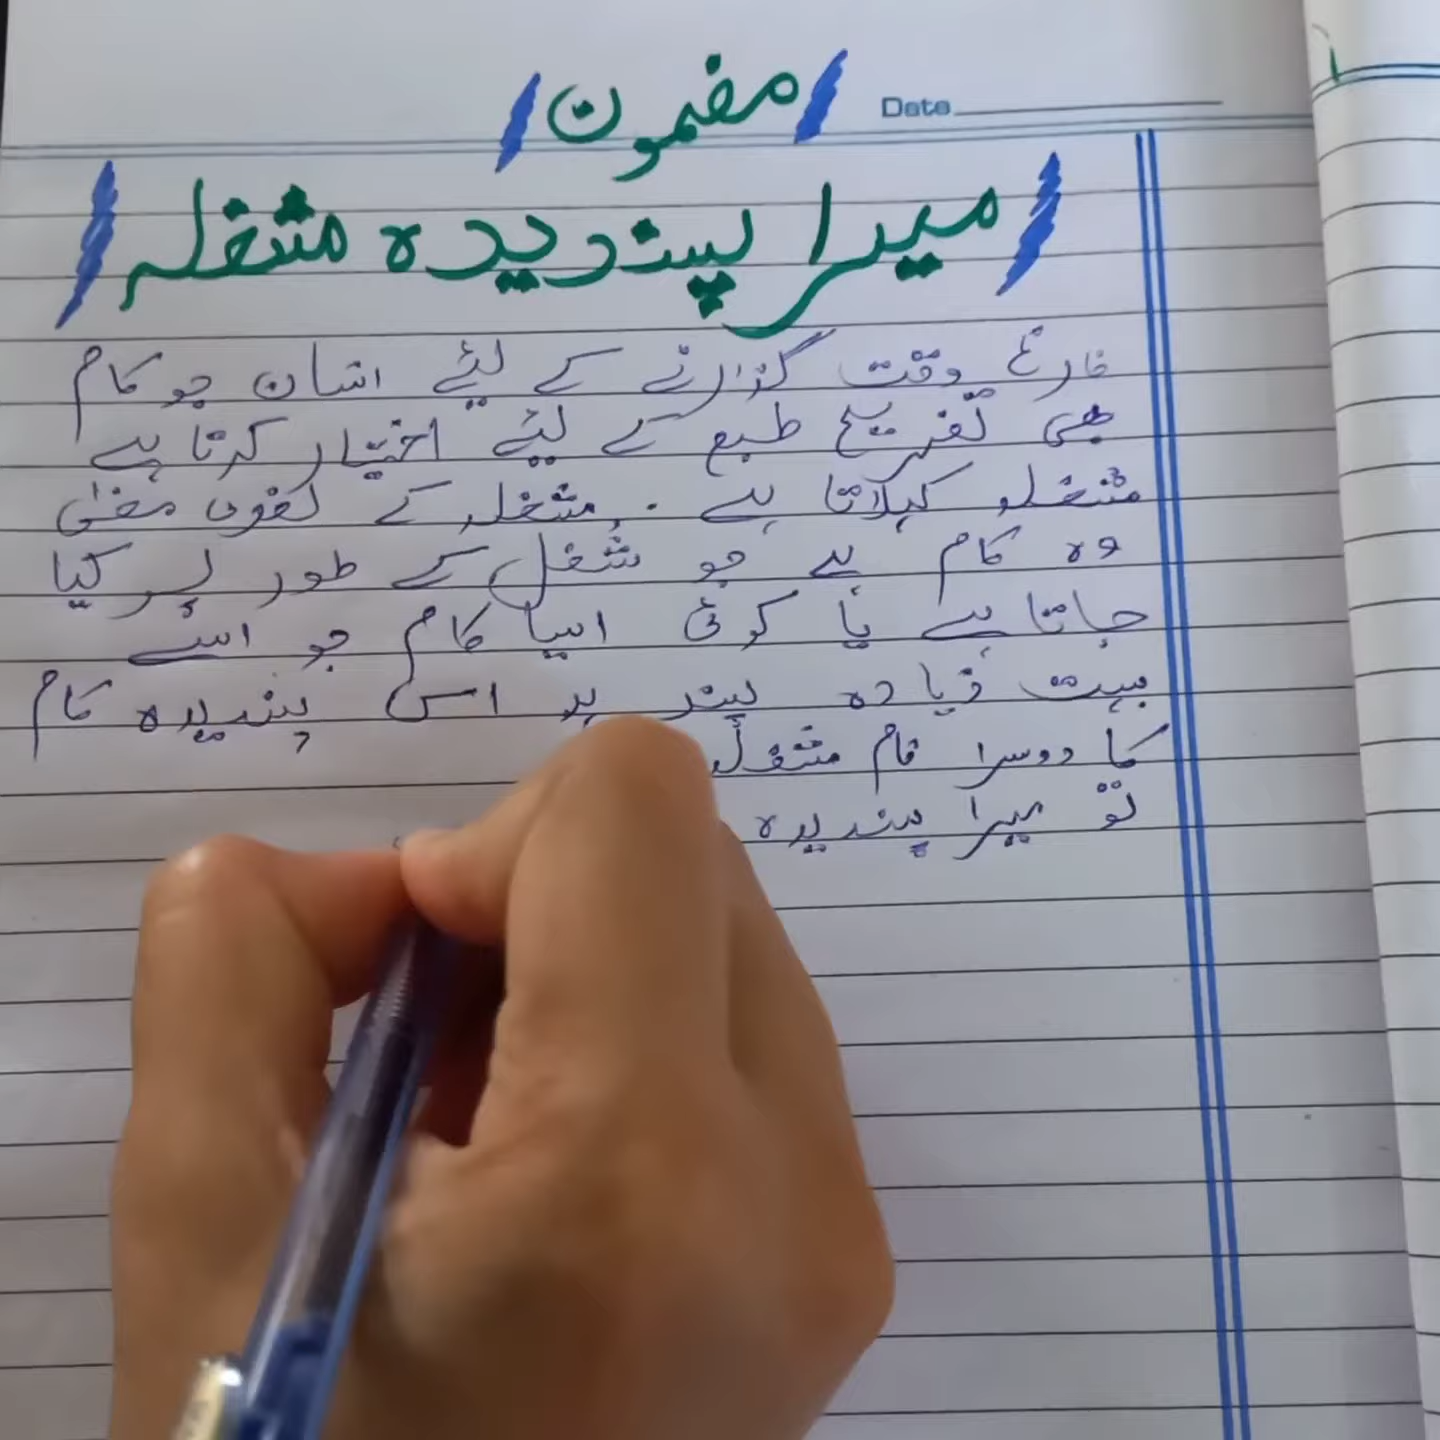 مضمون
Date
میرا پسندیدہ مشغلہ
فارغ وقت گزارنے کے لئے انسان جو کام
بھی تفریح طبع کے لئے اختیار کرتا ہے
مشغلہ کہلاتا ہے ۔ مشغلہ کے لغوی معنی
وہ کام ہے جو شغل کے طور پر کیا
جاتا ہے یا کوئی ایسا کام جو اسے
بہت زیادہ پسند ہو اس پسندیدہ کام
کا دوسرا نام مشغلہ
تو میرا پسندیدہ